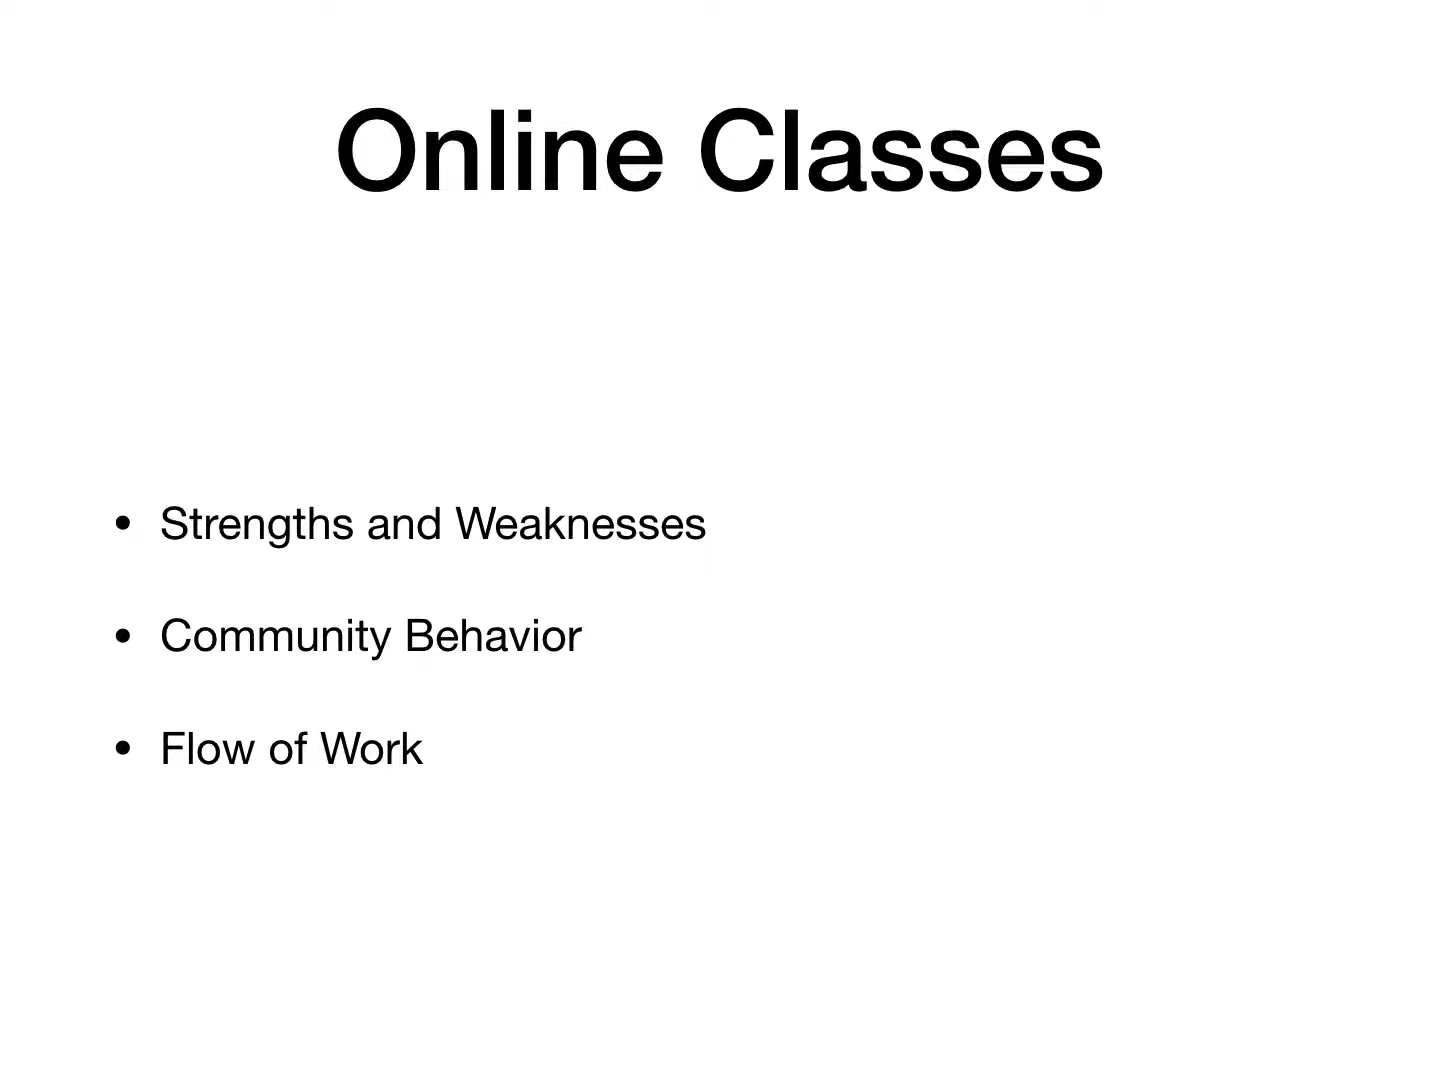 Online Classes
• Strengths and Weaknesses
• Community Behavior
• Flow of Work